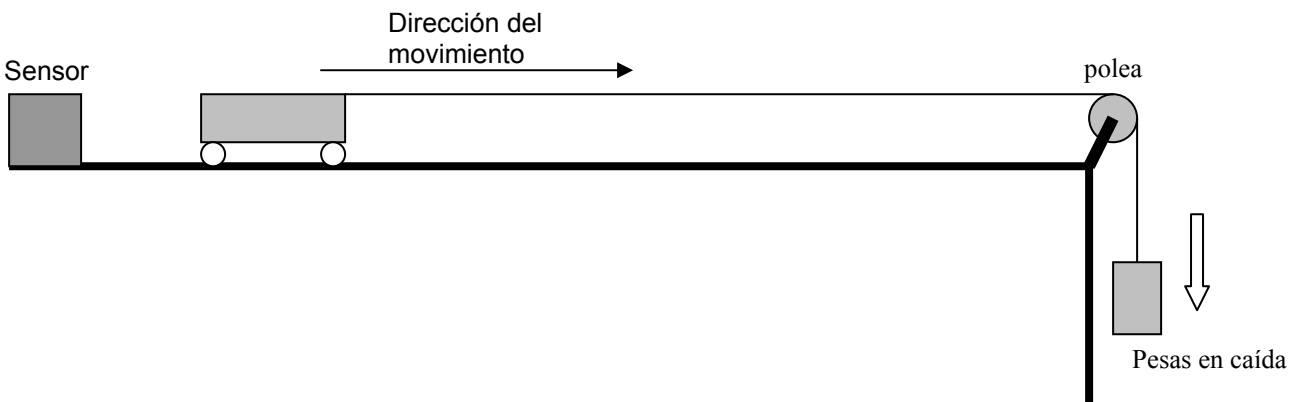 Dirección del
movimiento
Sensor
polea
Pesas en caída